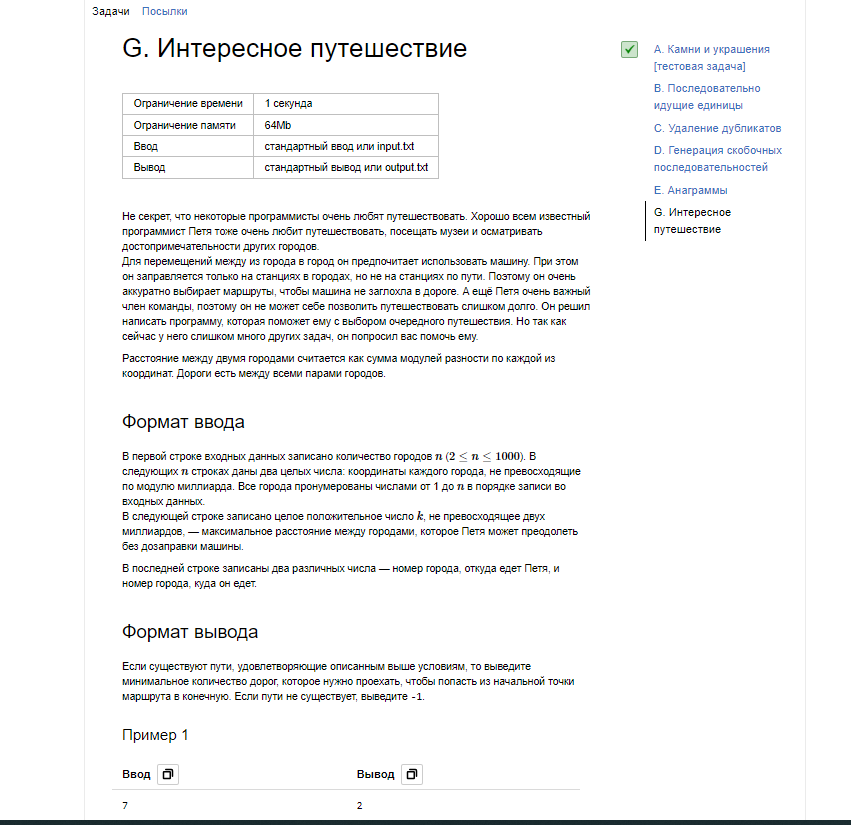 Задачи Посылки
G. Интересное путешествие
Ограничение времени 1 секунда
Ограничение памяти 64Mb
Ввод стандартный ввод или input.txt
Вывод стандартный вывод или output.txt
Не секрет, что некоторые программисты очень любят путешествовать. Хорошо всем известный
программист Петя тоже очень любит путешествовать, посещать музеи и осматривать
достопримечательности других городов.
Для перемещений между из города в город он предпочитает использовать машину. При этом
он заправляется только на станциях в городах, но не на станциях по пути. Поэтому он очень
аккуратно выбирает маршруты, чтобы машина не заглохла в дороге. А ещё Петя очень важный
член команды, поэтому он не может себе позволить путешествовать слишком долго. Он решил
написать программу, которая поможет ему с выбором очередного путешествия. Но так как
сейчас у него слишком много других задач, он попросил вас помочь ему.
Расстояние между двумя городами считается как сумма модулей разности по каждой из
координат. Дороги есть между всеми парами городов.
Формат ввода
В первой строке входных данных записано количество городов n (2 ≤ n ≤ 1000). В
следующих n строках даны два целых числа: координаты каждого города, не превосходящие
по модулю миллиарда. Все города пронумерованы числами от 1 до n в порядке записи во
входных данных.
В следующей строке записано целое положительное число k, не превосходящее двух
миллиардов, — максимальное расстояние между городами, которое Петя может преодолеть
без дозаправки машины.
В последней строке записаны два различных числа — номер города, откуда едет Петя, и
номер города, куда он едет.
Формат вывода
Если существуют пути, удовлетворяющие описанным выше условиям, то выведите
минимальное количество дорог, которое нужно проехать, чтобы попасть из начальной точки
маршрута в конечную. Если пути не существует, выведите -1.
Пример 1
Ввод Вывод
7 2
A. Камни и украшения
[тестовая задача]
B. Последовательно
идущие единицы
C. Удаление дубликатов
D. Генерация скобочных
последовательностей
E. Анаграммы
G. Интересное
путешествие